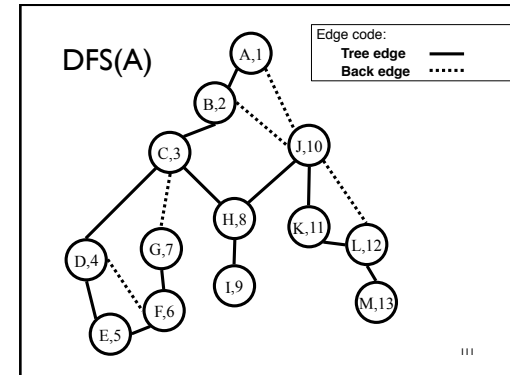 DFS(A)
Edge code:
Tree edge
Back edge
A,1
B,2
C,3
J,10
H,8
K,11
G,7
L,12
D,4
I,9
F,6
M,13
E,5
111